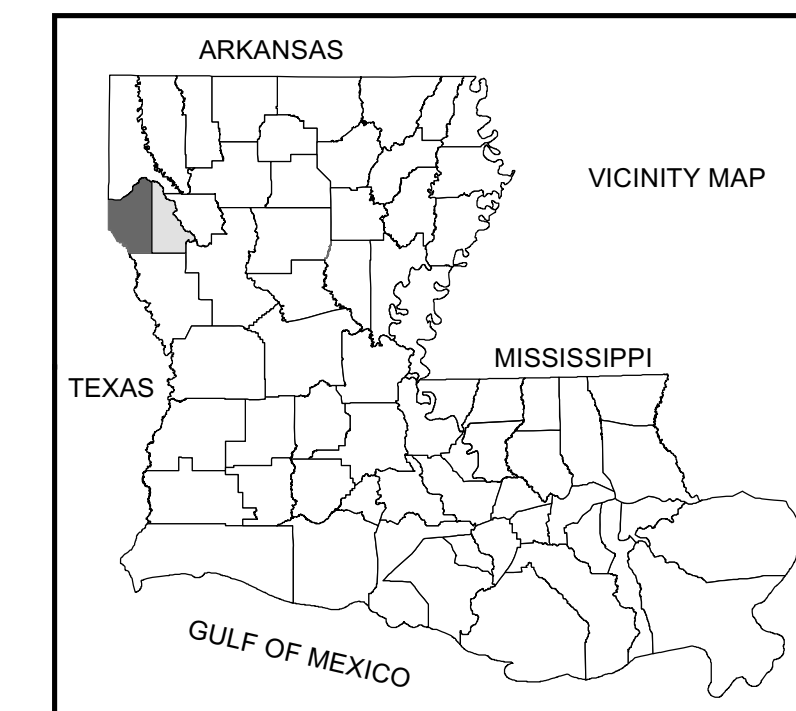 ARKANSAS
VICINITY MAP
MISSISSIPPI
TEXAS
GULF OF MEXICO